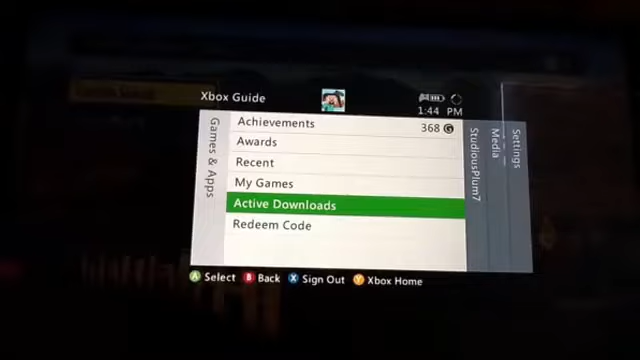 Xbox Guide
1:44 PM
Games & Apps
Achievements 368 G
Awards
Recent
My Games
Active Downloads
Redeem Code
StudiousPlum7
Media
Settings
A Select B Back X Sign Out Y Xbox Home